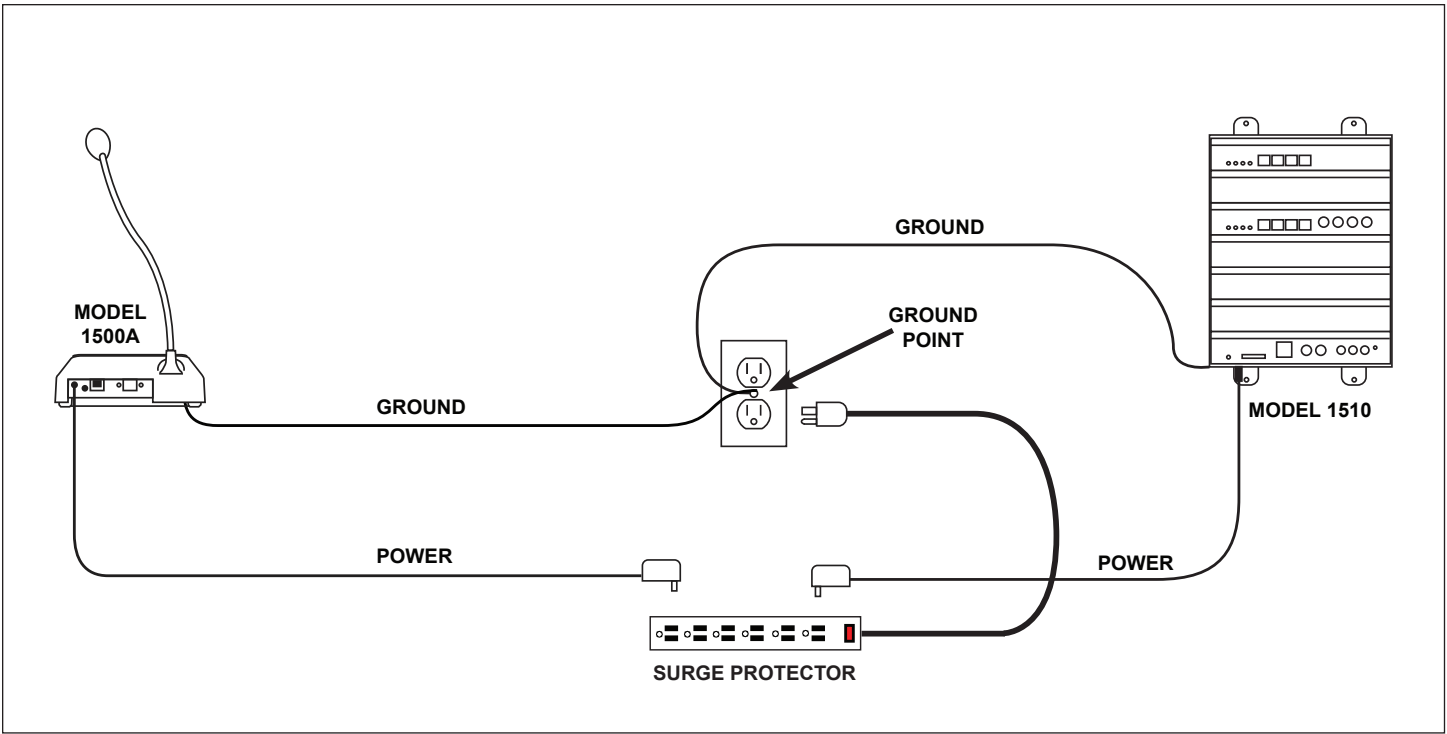 GROUND
MODEL
1500A
GROUND
POINT
GROUND
MODEL 1510
POWER
POWER
SURGE PROTECTOR